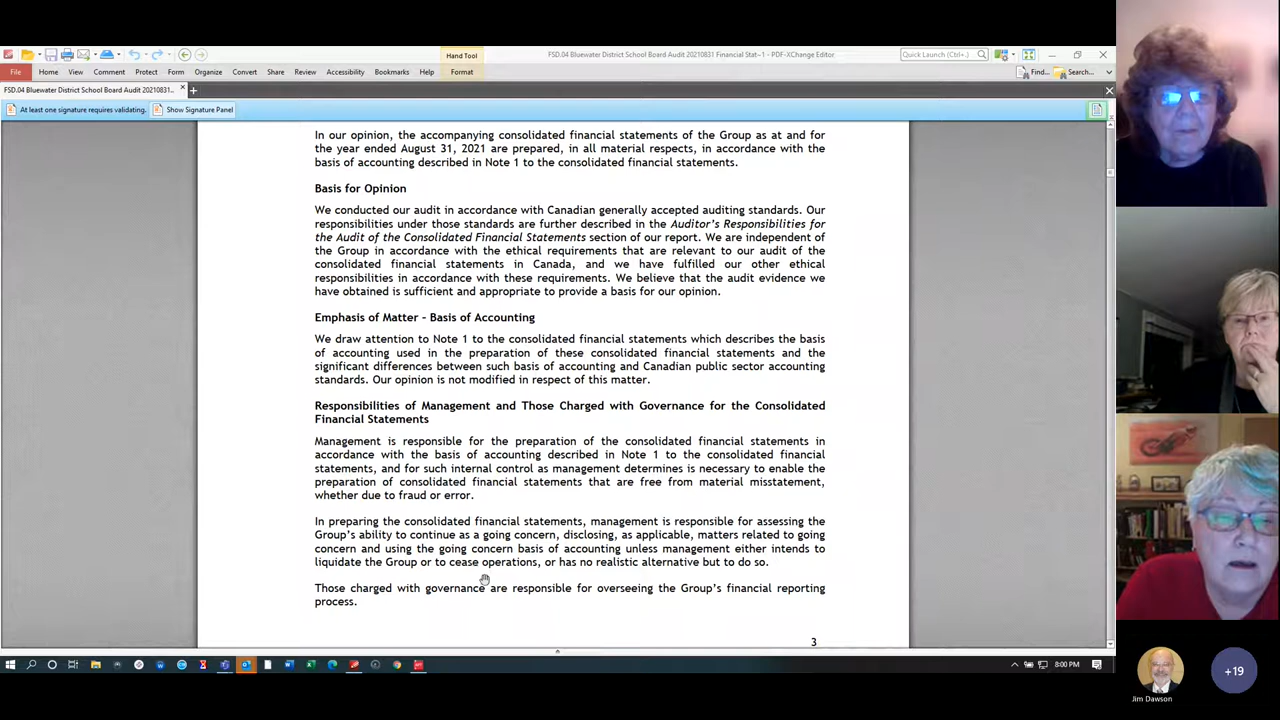 FSD.04 Bluewater District School Board Audit 20210831 Financial Stat~1 - PDF-XChange Editor
Hand Tool
Quick Launch (Ctrl+.)
File Home View Comment Protect Form Organize Convert Share Review Accessibility Bookmarks Help Format
Find...
Search...
FSD.04 Bluewater District School Board Audit 20210831...
At least one signature requires validating. Show Signature Panel
In our opinion, the accompanying consolidated financial statements of the Group as at and for
the year ended August 31, 2021 are prepared, in all material respects, in accordance with the
basis of accounting described in Note 1 to the consolidated financial statements.
Basis for Opinion
We conducted our audit in accordance with Canadian generally accepted auditing standards. Our
responsibilities under those standards are further described in the Auditor's Responsibilities for
the Audit of the Consolidated Financial Statements section of our report. We are independent of
the Group in accordance with the ethical requirements that are relevant to our audit of the
consolidated financial statements in Canada, and we have fulfilled our other ethical
responsibilities in accordance with these requirements. We believe that the audit evidence we
have obtained is sufficient and appropriate to provide a basis for our opinion.
Emphasis of Matter – Basis of Accounting
We draw attention to Note 1 to the consolidated financial statements which describes the basis
of accounting used in the preparation of these consolidated financial statements and the
significant differences between such basis of accounting and Canadian public sector accounting
standards. Our opinion is not modified in respect of this matter.
Responsibilities of Management and Those Charged with Governance for the Consolidated
Financial Statements
Management is responsible for the preparation of the consolidated financial statements in
accordance with the basis of accounting described in Note 1 to the consolidated financial
statements, and for such internal control as management determines is necessary to enable the
preparation of consolidated financial statements that are free from material misstatement,
whether due to fraud or error.
In preparing the consolidated financial statements, management is responsible for assessing the
Group's ability to continue as a going concern, disclosing, as applicable, matters related to going
concern and using the going concern basis of accounting unless management either intends to
liquidate the Group or to cease operations, or has no realistic alternative but to do so.
Those charged with governance are responsible for overseeing the Group's financial reporting
process.
3
8:00 PM
Jim Dawson
+19